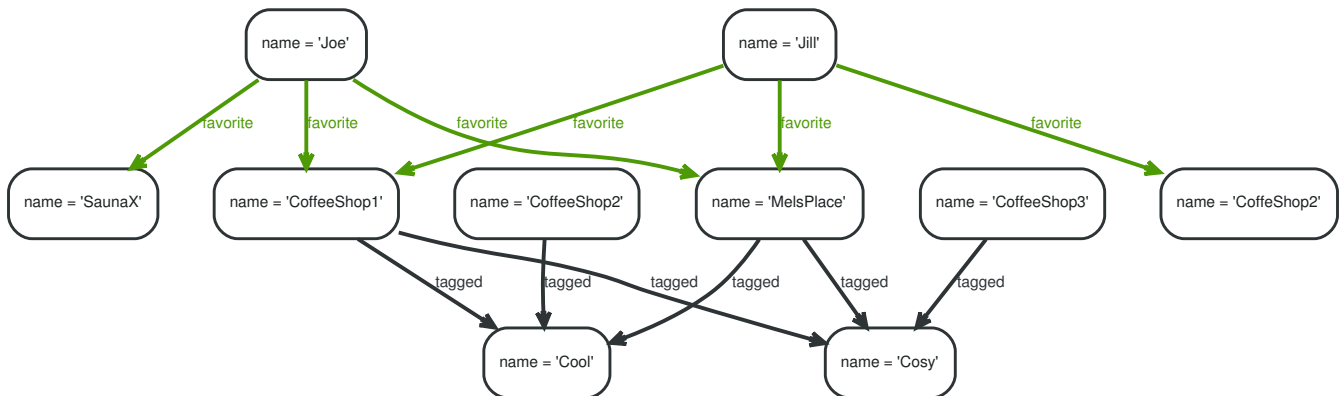 name = 'Joe'
name = 'Jill'
favorite
favorite
favorite
favorite
favorite
favorite
name = 'SaunaX'
name = 'CoffeeShop1'
name = 'CoffeeShop2'
name = 'MelsPlace'
name = 'CoffeeShop3'
name = 'CoffeShop2'
tagged
tagged
tagged
tagged
tagged
tagged
name = 'Cool'
name = 'Cosy'